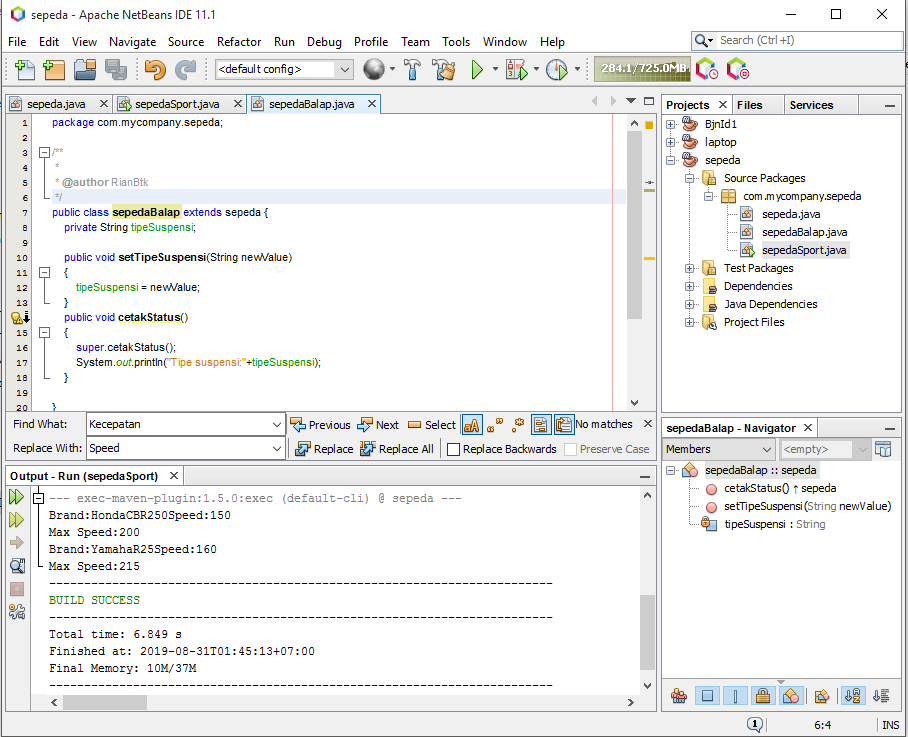 sepeda - Apache NetBeans IDE 11.1
File Edit View Navigate Source Refactor Run Debug Profile Team Tools Window Help
Search (Ctrl+I)
<default config>
284.1/725.0MB
sepeda.java
sepedaSport.java
sepedaBalap.java
1 package com.mycompany.sepeda;
2
3 /**
4 *
5 * @author RianBtk
6 */
7 public class sepedaBalap extends sepeda {
8 private String tipeSuspensi;
9
10 public void setTipeSuspensi(String newValue)
11 {
12 tipeSuspensi = newValue;
13 }
public void cetakStatus()
15 {
16 super.cetakStatus();
17 System.out.println("Tipe suspensi:"+tipeSuspensi);
18 }
19
20 }
Find What: Kecepatan Previous Next Select No matches
Replace With: Speed Replace Replace All Replace Backwards Preserve Case
Output - Run (sepedaSport)
--- exec-maven-plugin:1.5.0:exec (default-cli) @ sepeda ---
Brand:HondaCBR250Speed:150
Max Speed:200
Brand:YamahaR25Speed:160
Max Speed:215
------------------------------------------------------------------------
BUILD SUCCESS
------------------------------------------------------------------------
Total time: 6.849 s
Finished at: 2019-08-31T01:45:13+07:00
Final Memory: 10M/37M
------------------------------------------------------------------------
Projects Files Services
BjnId1
laptop
sepeda
Source Packages
com.mycompany.sepeda
sepeda.java
sepedaBalap.java
sepedaSport.java
Test Packages
Dependencies
Java Dependencies
Project Files
sepedaBalap - Navigator
Members <empty>
sepedaBalap :: sepeda
cetakStatus() ↑ sepeda
setTipeSuspensi(String newValue)
tipeSuspensi : String
1 6:4 INS